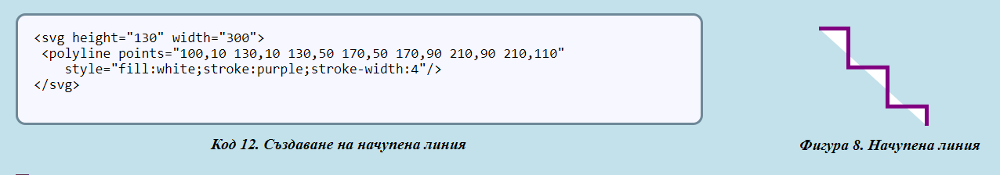 <svg height="130" width="300">
<polyline points="100,10 130,10 130,50 170,50 170,90 210,90 210,110"
style="fill:white;stroke:purple;stroke-width:4"/>
</svg>
Код 12. Създаване на начупена линия
Фигура 8. Начупена линия